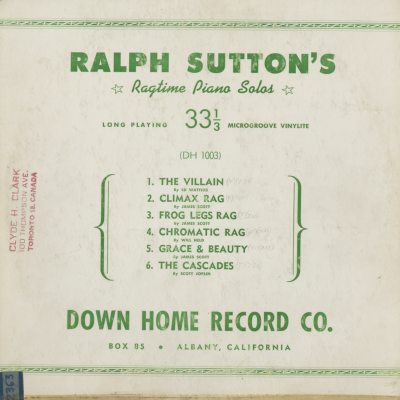 RALPH SUTTON'S
☆ Ragtime Piano Solos ☆
LONG PLAYING 33 1/3 MICROGROOVE VINYLITE
(DH 1003)
1. THE VILLAIN
2. CLIMAX RAG
By JAMES SCOTT
3. FROG LEGS RAG
By JAMES SCOTT
4. CHROMATIC RAG
By WILL HELD
5. GRACE & BEAUTY
By JAMES SCOTT
6. THE CASCADES
By SCOTT JOPLIN
DOWN HOME RECORD CO.
BOX 85 • ALBANY, CALIFORNIA
CLYDE H. CLARK
100 THOMPSON AVE.
TORONTO 18, CANADA